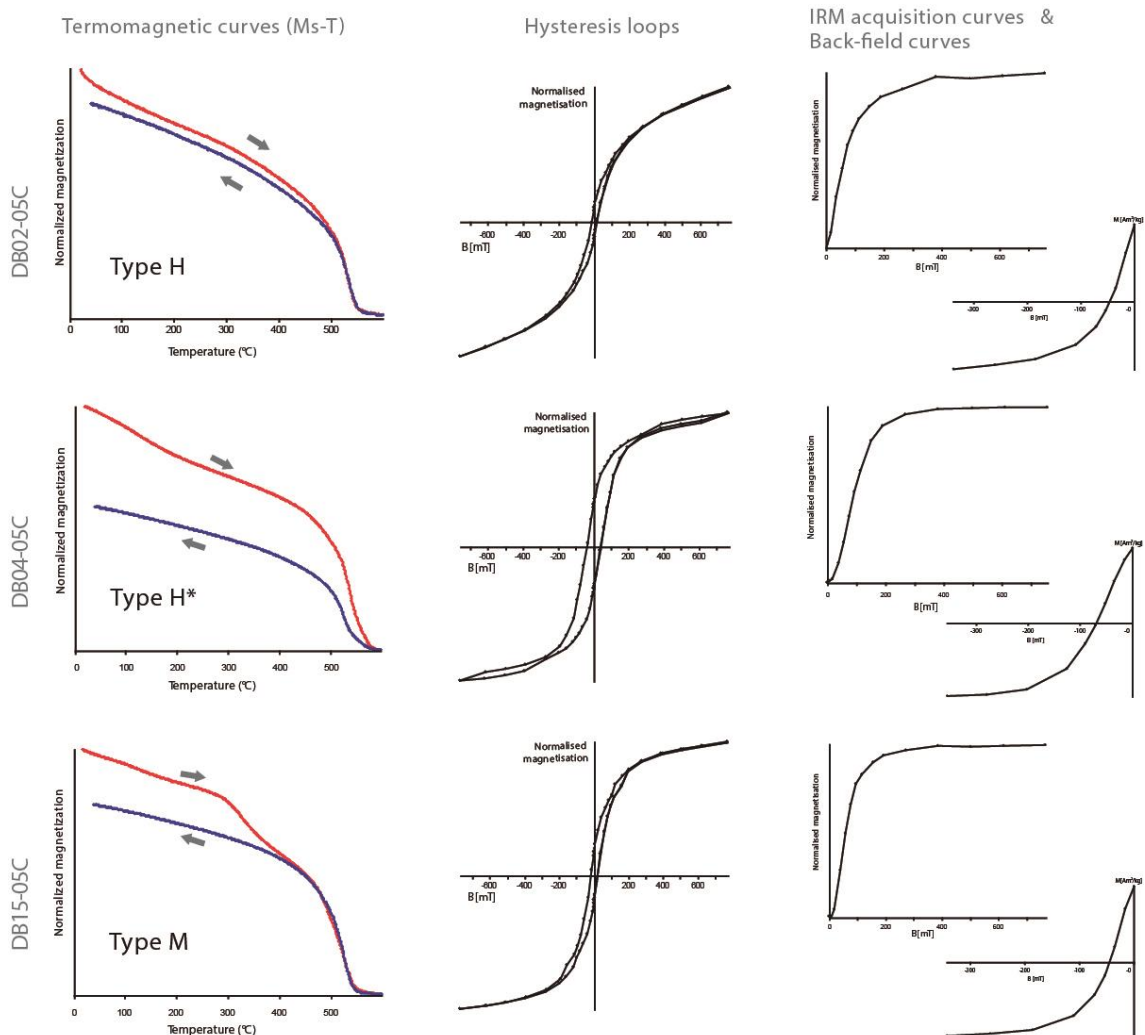 Termomagnetic curves (Ms-T)
Hysteresis loops
IRM acquisition curves &
Back-field curves
DB02-05C
Normalized magnetization
Type H
0 100 200 300 400 500
Temperature (ºC)
Normalised
magnetisation
-600 -400 -200 200 400 600
B [mT]
Normalised magnetisation
0 200 400 600
B [mT]
M [Am²/kg]
-300 -200 -100 -0
B [mT]
DB04-05C
Normalized magnetization
Type H*
0 100 200 300 400 500
Temperature (ºC)
Normalised
magnetisation
-600 -400 -200 200 400 600
B [mT]
Normalised magnetisation
0 200 400 600
B [mT]
M [Am²/kg]
-300 -200 -100 -0
B [mT]
DB15-05C
Normalized magnetization
Type M
0 100 200 300 400 500
Temperature (ºC)
Normalised
magnetisation
-600 -400 -200 200 400 600
B [mT]
Normalised magnetisation
0 200 400 600
B [mT]
M [Am²/kg]
-200 -100 -0
B [mT]